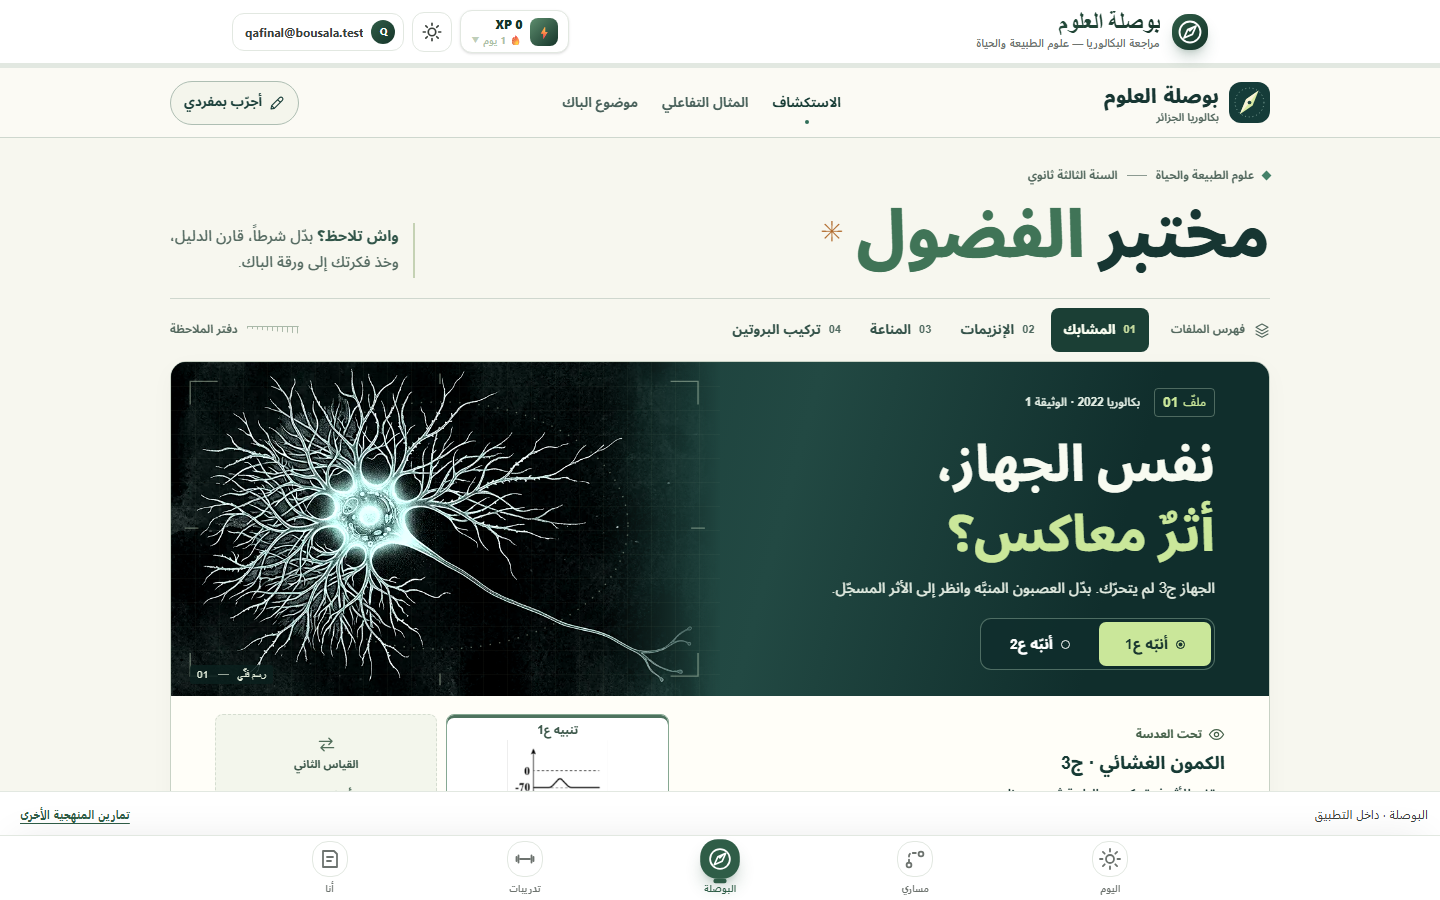 بوصلة العلوم
مراجعة البكالوريا — علوم الطبيعة والحياة
XP 0
1 يوم
qafinal@bousala.test
Q
بوصلة العلوم
بكالوريا الجزائر
الاستكشاف
المثال التفاعلي
موضوع الباك
أجرّب بمفردي
علوم الطبيعة والحياة — السنة الثالثة ثانوي
مختبر الفضول
واش تلاحظ؟ بدّل شرطاً، قارن الدليل،
وخذ فكرتك إلى ورقة الباك.
فهرس الملفات
01 المشابك
02 الإنزيمات
03 المناعة
04 تركيب البروتين
دفتر الملاحظة
ملفّ 01
بكالوريا 2022 · الوثيقة 1
نفس الجهاز،
أثرٌ معاكس؟
الجهاز ج3 لم يتحرّك. بدّل العصبون المنبَّه وانظر إلى الأثر المسجّل.
أنبّه ع1
أنبّه ع2
رسم فنّي — 01
تحت العدسة
الكمون الغشائي · ج3
تنبيه ع1
0
-70
القياس الثاني
البوصلة · داخل التطبيق
تمارين المنهجية الأخرى
اليوم
مساري
البوصلة
تدريبات
أنا